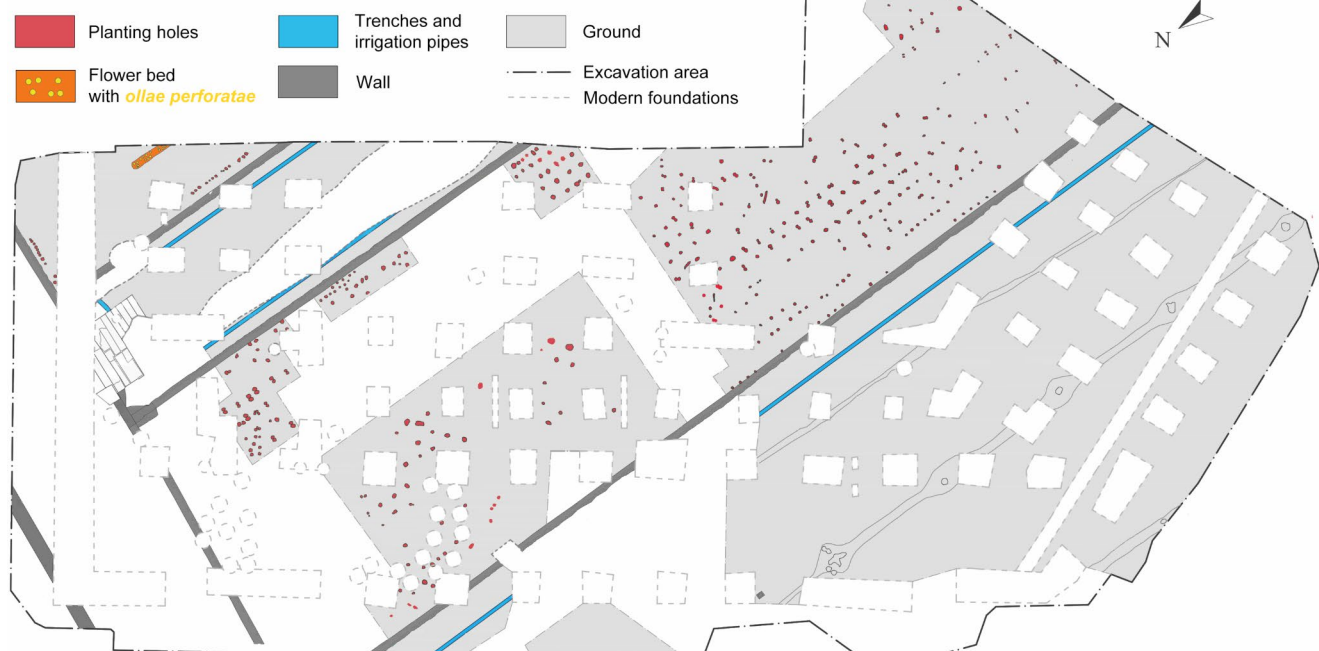 Planting holes
Flower bed
with ollae perforatae
Trenches and
irrigation pipes
Wall
Ground
Excavation area
Modern foundations
N